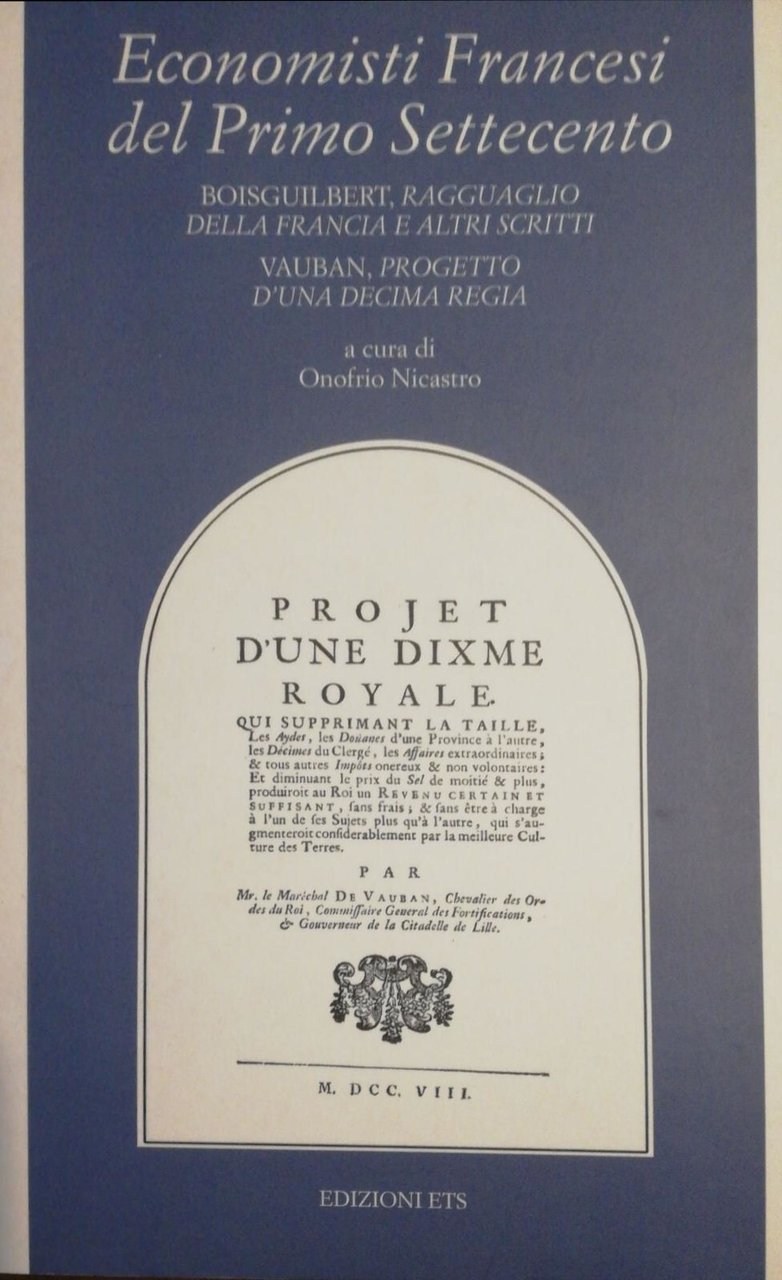 Economisti Francesi
del Primo Settecento
BOISGUILBERT, RAGGUAGLIO
DELLA FRANCIA E ALTRI SCRITTI
VAUBAN, PROGETTO
D'UNA DECIMA REGIA
a cura di
Onofrio Nicastro
PROJET
D'UNE DIXME
ROYALE.
QUI SUPPRIMANT LA TAILLE,
Les Aydes, les Doüanes d'une Province à l'autre,
les Décimes du Clergé, les Affaires extraordinaires;
& tous autres Impôts onereux & non volontaires:
Et diminuant le prix du Sel de moitié & plus,
produiroit au Roi un REVENU CERTAIN ET
SUFFISANT, ſans frais; & ſans être à charge
à l'un de ſes Sujets plus qu'à l'autre, qui s'au-
gmenteroit conſiderablement par la meilleure Cul-
ture des Terres.
PAR
Mr. le Maréchal DE VAUBAN, Chevalier des Or-
des du Roi, Commiſſaire General des Fortifications,
& Gouverneur de la Citadelle de Lille.
M. DCC. VIII.
EDIZIONI ETS